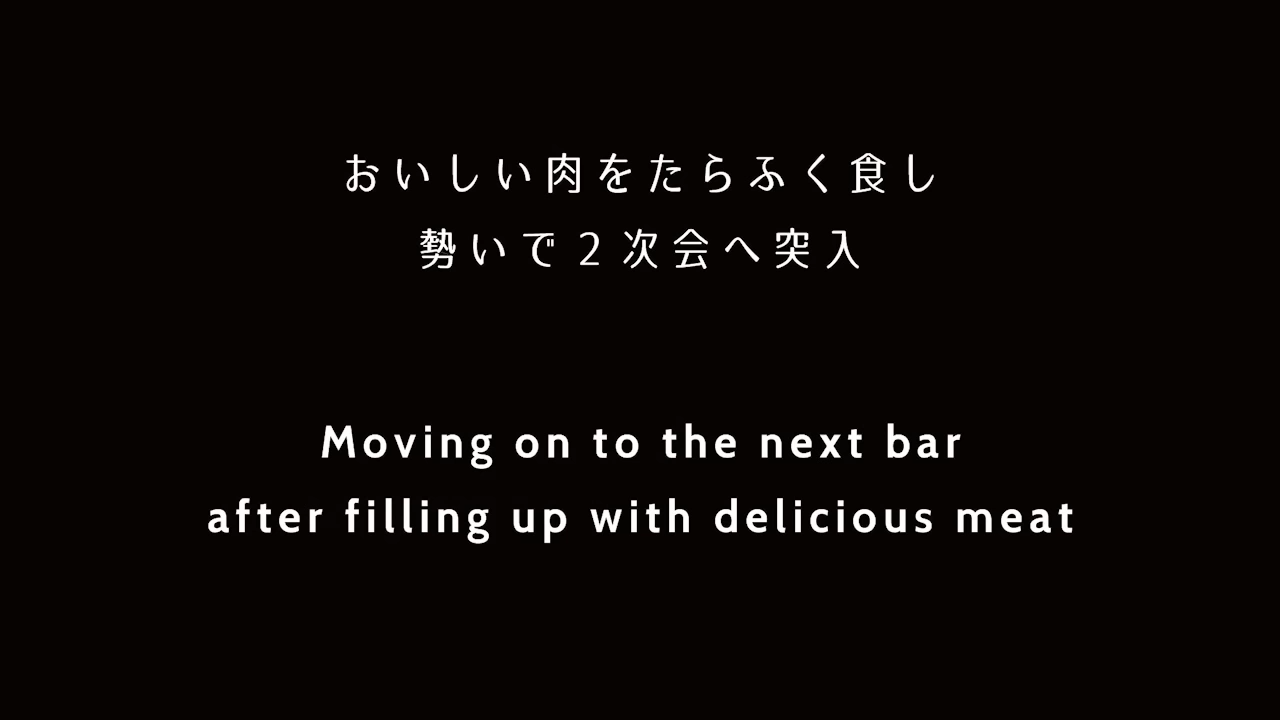 おいしい肉をたらふく食し
勢いで２次会へ突入
Moving on to the next bar
after filling up with delicious meat